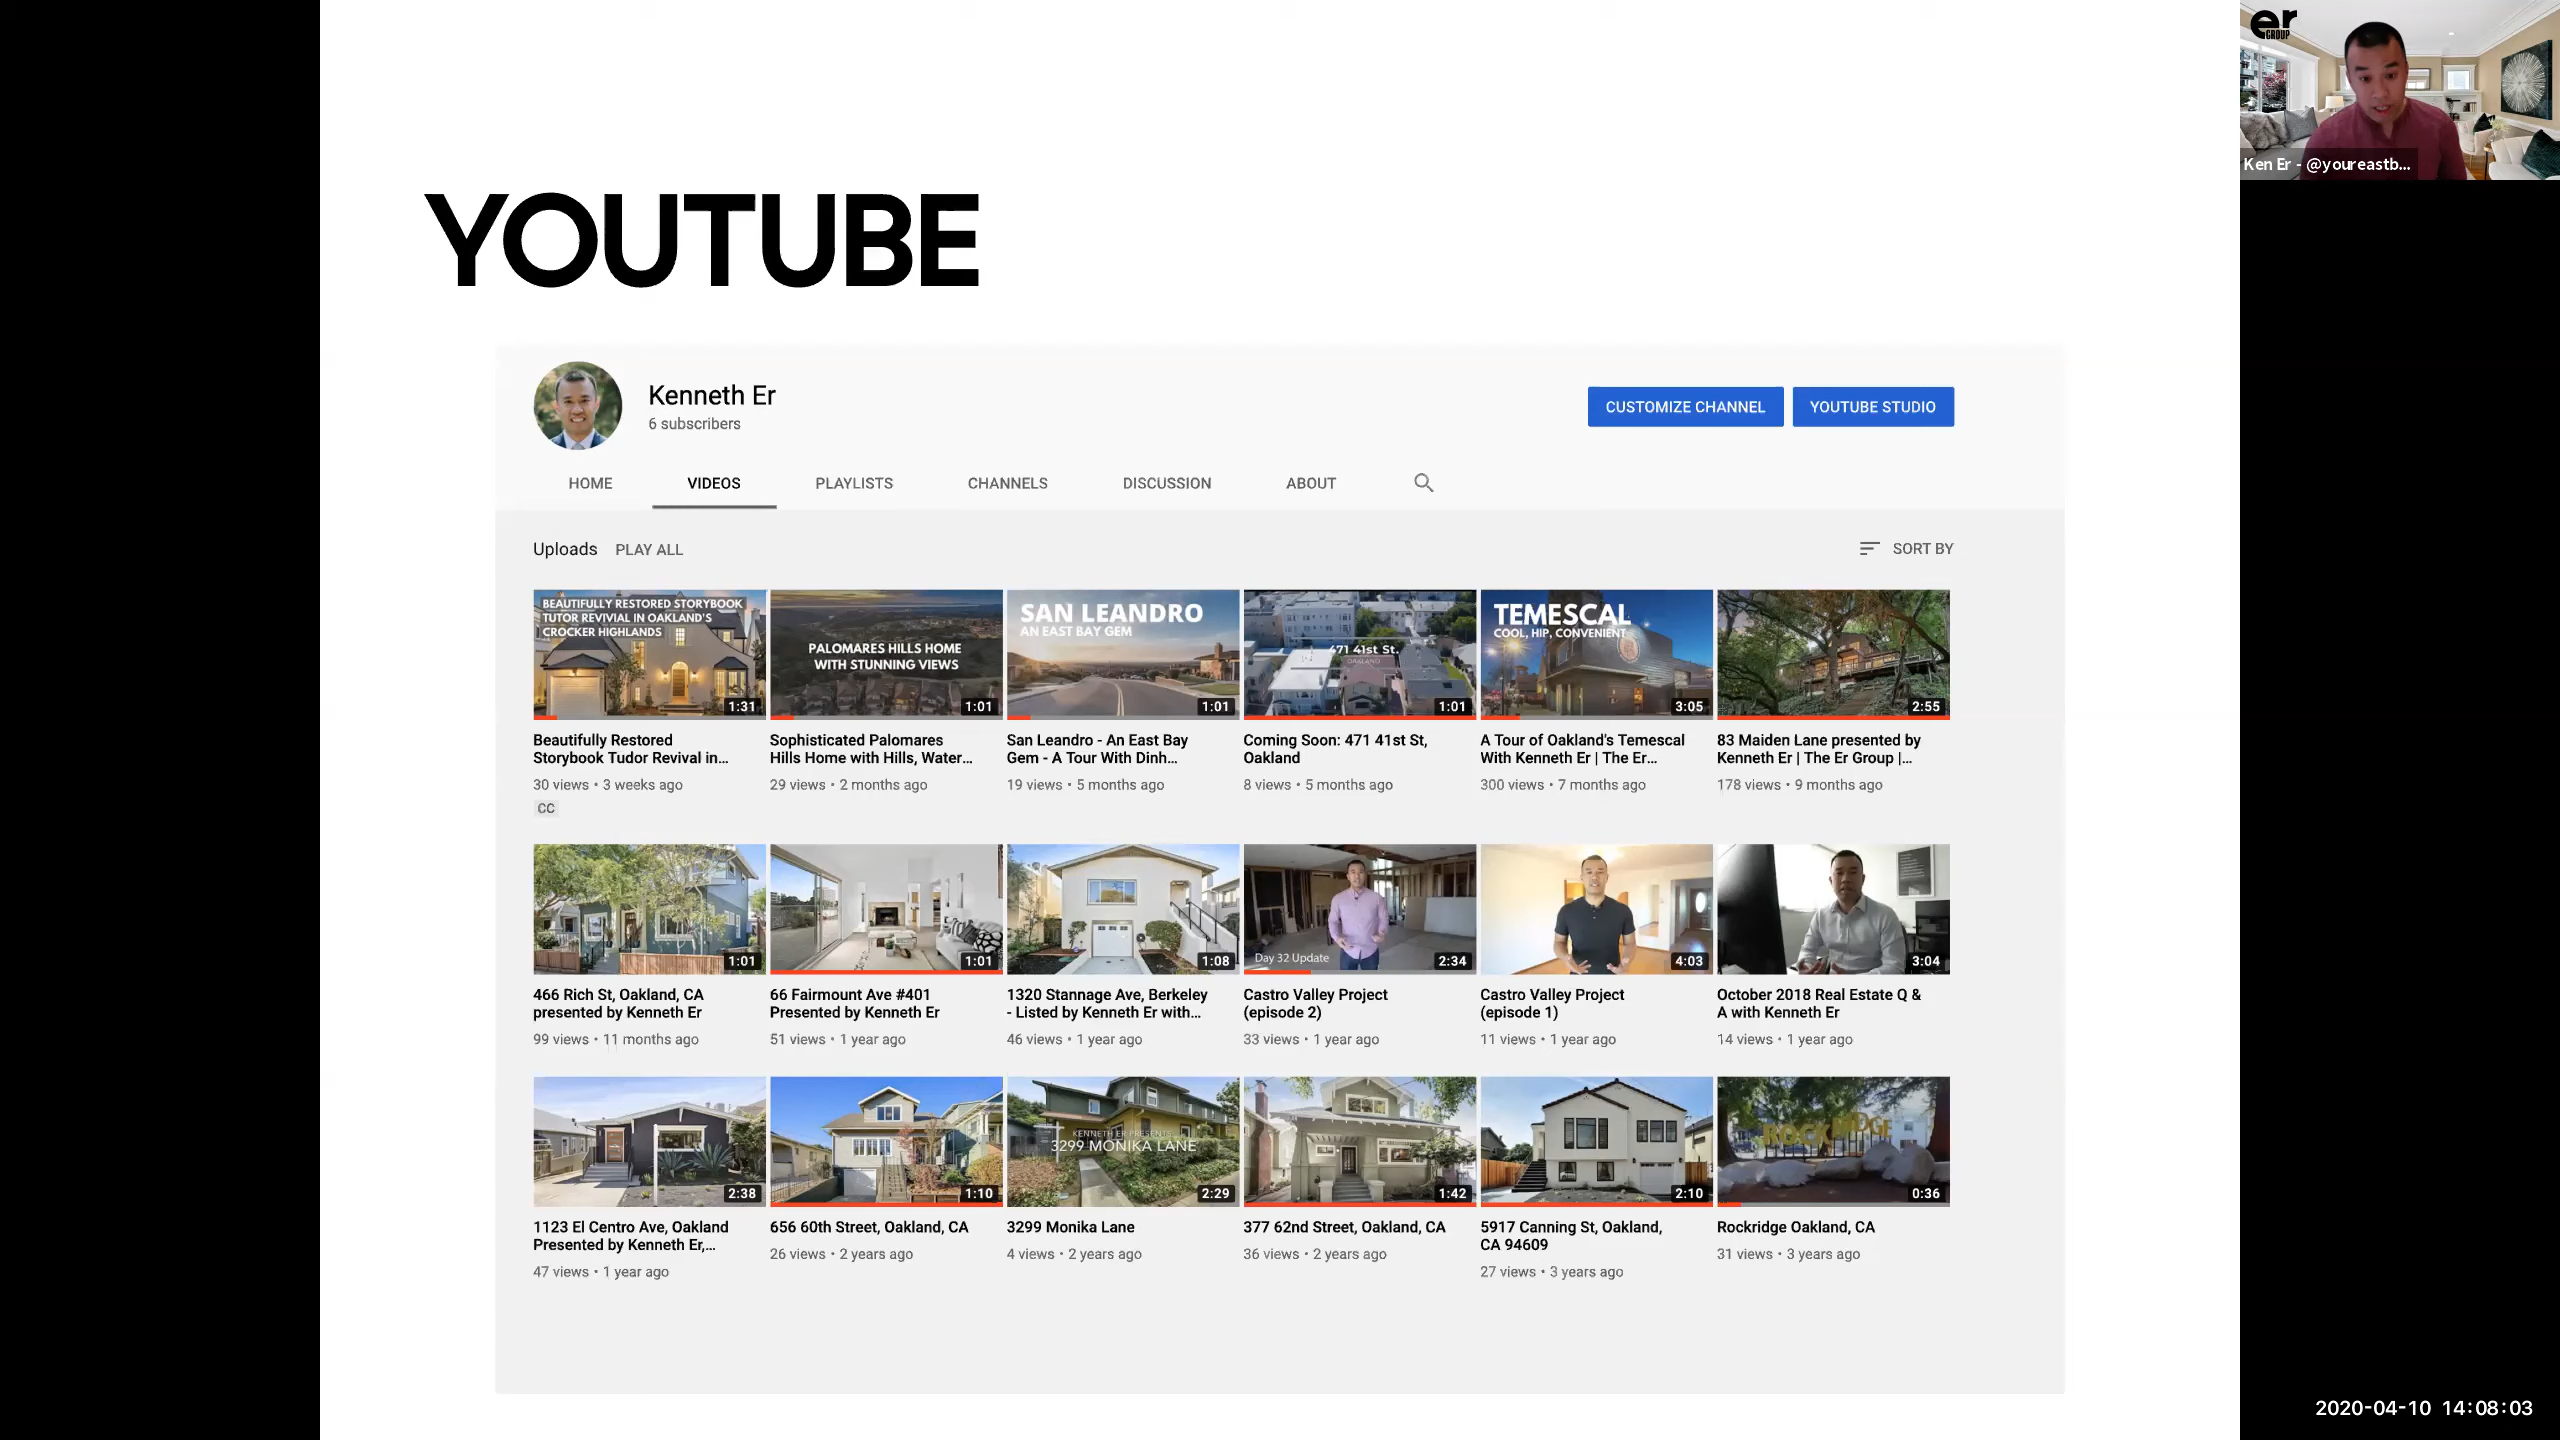 er
GROUP
Ken Er - @youreastb...
YOUTUBE
Kenneth Er
6 subscribers
CUSTOMIZE CHANNEL
YOUTUBE STUDIO
HOME
VIDEOS
PLAYLISTS
CHANNELS
DISCUSSION
ABOUT
Uploads
PLAY ALL
SORT BY
BEAUTIFULLY RESTORED STORYBOOK
TUTOR REVIVIAL IN OAKLAND'S
CROCKER HIGHLANDS
1:31
Beautifully Restored
Storybook Tudor Revival in...
30 views • 3 weeks ago
CC
PALOMARES HILLS HOME
WITH STUNNING VIEWS
1:01
Sophisticated Palomares
Hills Home with Hills, Water...
29 views • 2 months ago
SAN LEANDRO
AN EAST BAY GEM
1:01
San Leandro - An East Bay
Gem - A Tour With Dinh...
19 views • 5 months ago
471 41st St.
OAKLAND
1:01
Coming Soon: 471 41st St,
Oakland
8 views • 5 months ago
TEMESCAL
COOL, HIP, CONVENIENT
3:05
A Tour of Oakland's Temescal
With Kenneth Er | The Er...
300 views • 7 months ago
2:55
83 Maiden Lane presented by
Kenneth Er | The Er Group |...
178 views • 9 months ago
1:01
466 Rich St, Oakland, CA
presented by Kenneth Er
99 views • 11 months ago
1:01
66 Fairmount Ave #401
Presented by Kenneth Er
51 views • 1 year ago
1:08
1320 Stannage Ave, Berkeley
- Listed by Kenneth Er with...
46 views • 1 year ago
Day 32 Update
2:34
Castro Valley Project
(episode 2)
33 views • 1 year ago
4:03
Castro Valley Project
(episode 1)
11 views • 1 year ago
3:04
October 2018 Real Estate Q &
A with Kenneth Er
14 views • 1 year ago
2:38
1123 El Centro Ave, Oakland
Presented by Kenneth Er,...
47 views • 1 year ago
1:10
656 60th Street, Oakland, CA
26 views • 2 years ago
KENNETH ER PRESENTS
3299 MONIKA LANE
2:29
3299 Monika Lane
4 views • 2 years ago
1:42
377 62nd Street, Oakland, CA
36 views • 2 years ago
2:10
5917 Canning St, Oakland,
CA 94609
27 views • 3 years ago
ROCKRIDGE
0:36
Rockridge Oakland, CA
31 views • 3 years ago
2020-04-10 14:08:03